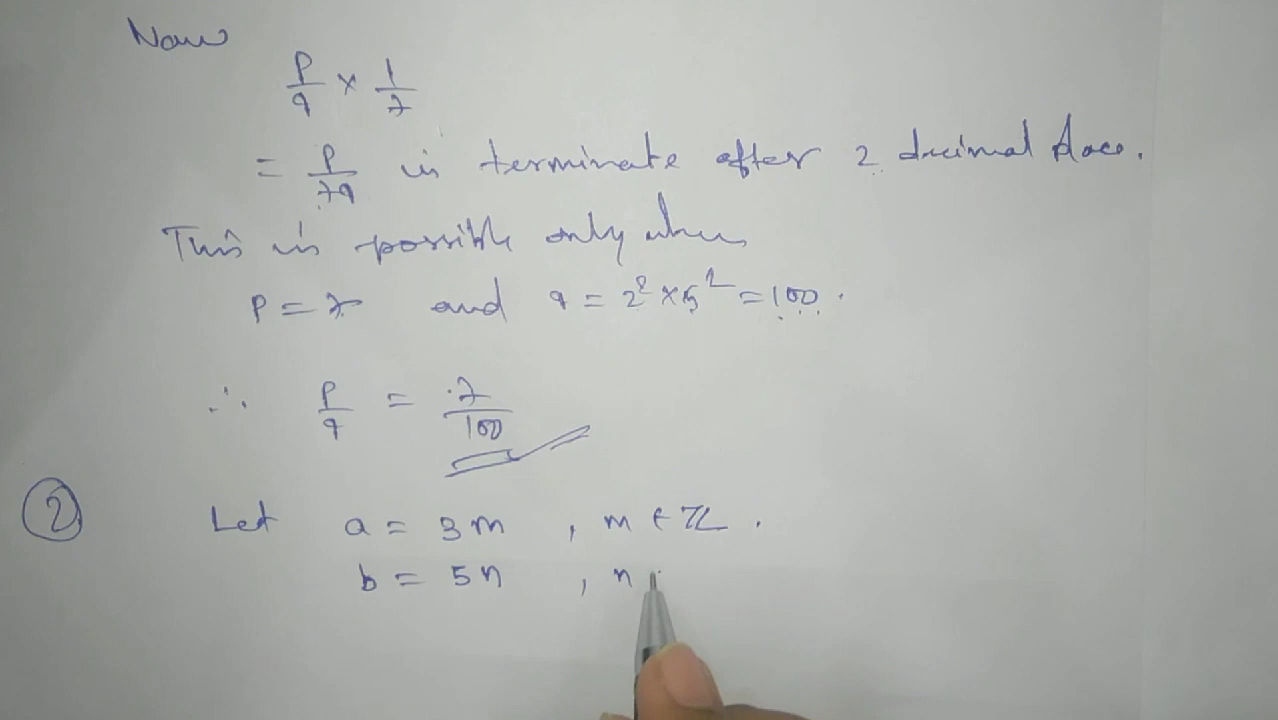 Now
p/q × 1/7
= p/7q is terminate after 2 decimal place.
This is possible only when
p = 7 and q = 2² × 5² = 100.
∴ p/q = 7/100
② Let a = 3m , m ∈ ℤ .
b = 5n , n